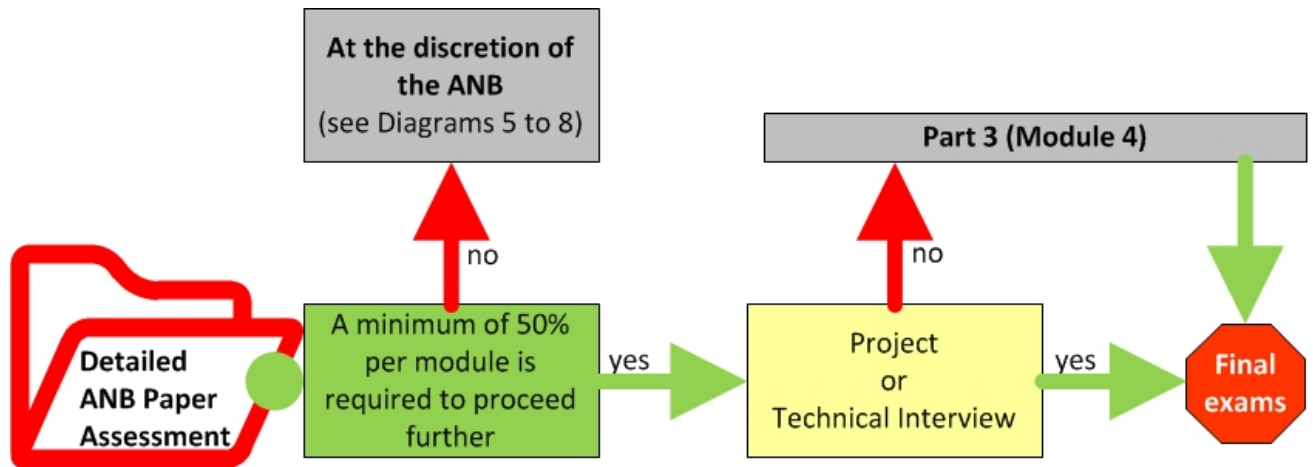 At the discretion of
the ANB
(see Diagrams 5 to 8)
Part 3 (Module 4)
no
no
Detailed
ANB Paper
Assessment
A minimum of 50%
per module is
required to proceed
further
yes
Project
or
Technical Interview
yes
Final
exams